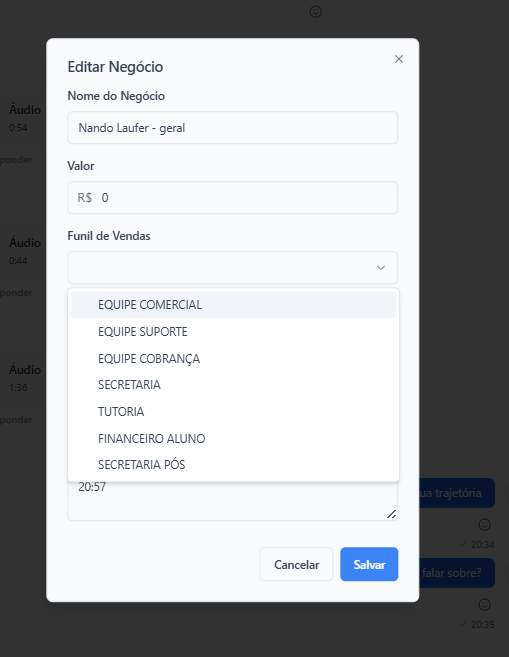 Editar Negócio
Nome do Negócio
Nando Laufer - geral
Valor
R$ 0
Funil de Vendas
EQUIPE COMERCIAL
EQUIPE SUPORTE
EQUIPE COBRANÇA
SECRETARIA
TUTORIA
FINANCEIRO ALUNO
SECRETARIA PÓS
20:57
Cancelar
Salvar
Áudio
0:54
ponder
Áudio
0:44
ponder
Áudio
1:36
ponder
ua trajetória
20:34
falar sobre?
20:35